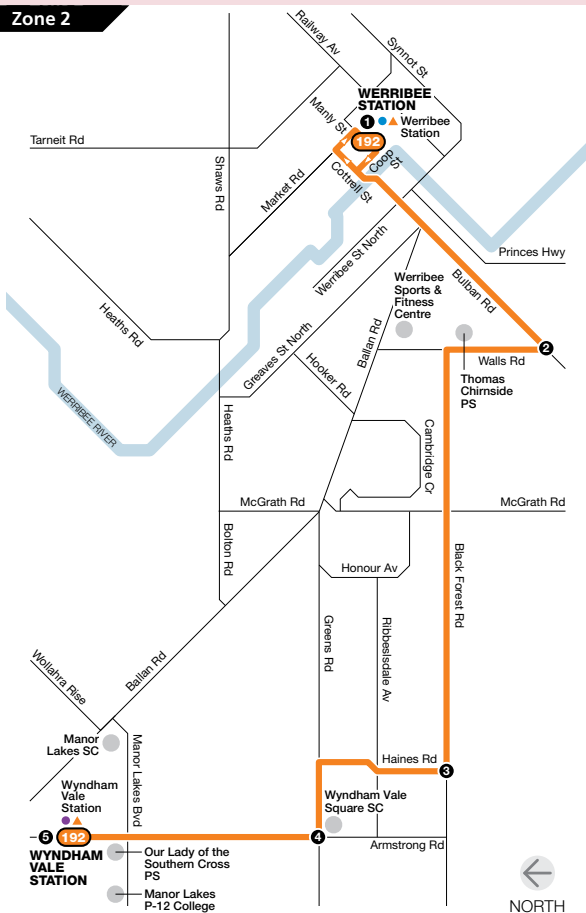 Zone 2
Railway Av
Synnot St
WERRIBEE
STATION
1
Werribee
Station
Manly St
192
Coop St
Cottrell St
Tarneit Rd
Shaws Rd
Market Rd
Werribee St North
Princes Hwy
Bulban Rd
Werribee
Sports &
Fitness
Centre
Heaths Rd
Greaves St North
Ballan Rd
Hooker Rd
2
Walls Rd
Thomas
Chirnside
PS
WERRIBEE RIVER
Heaths Rd
Cambridge Cr
McGrath Rd
McGrath Rd
Bolton Rd
Honour Av
Black Forest Rd
Greens Rd
Ribbeslsdale Av
Wollahra Rise
Ballan Rd
Manor
Lakes SC
Manor Lakes Blvd
Haines Rd
3
Wyndham
Vale
Station
Wyndham Vale
Square SC
5
192
4
Armstrong Rd
WYNDHAM
VALE
STATION
Our Lady of the
Southern Cross
PS
Manor Lakes
P-12 College
NORTH